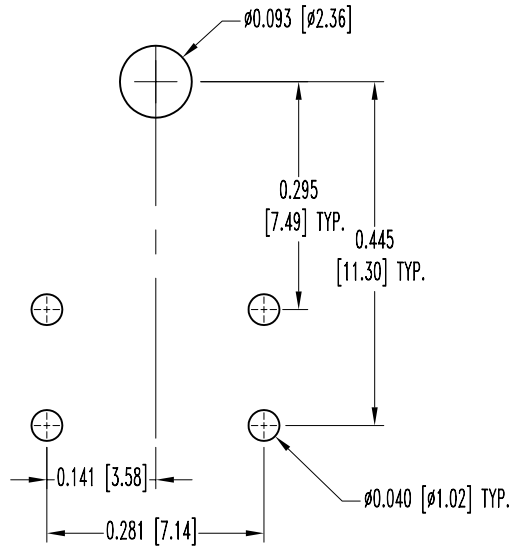 ø0.093 [ø2.36]
0.295
[7.49] TYP.
0.445
[11.30] TYP.
0.141 [3.58]
ø0.040 [ø1.02] TYP.
0.281 [7.14]